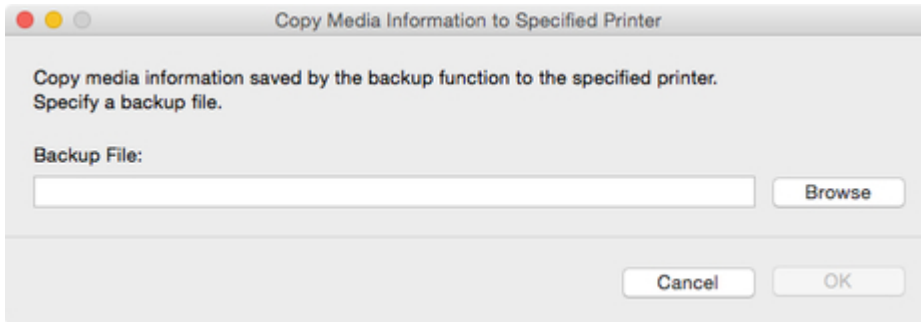 Copy Media Information to Specified Printer
Copy media information saved by the backup function to the specified printer.
Specify a backup file.
Backup File:
Browse
Cancel
OK